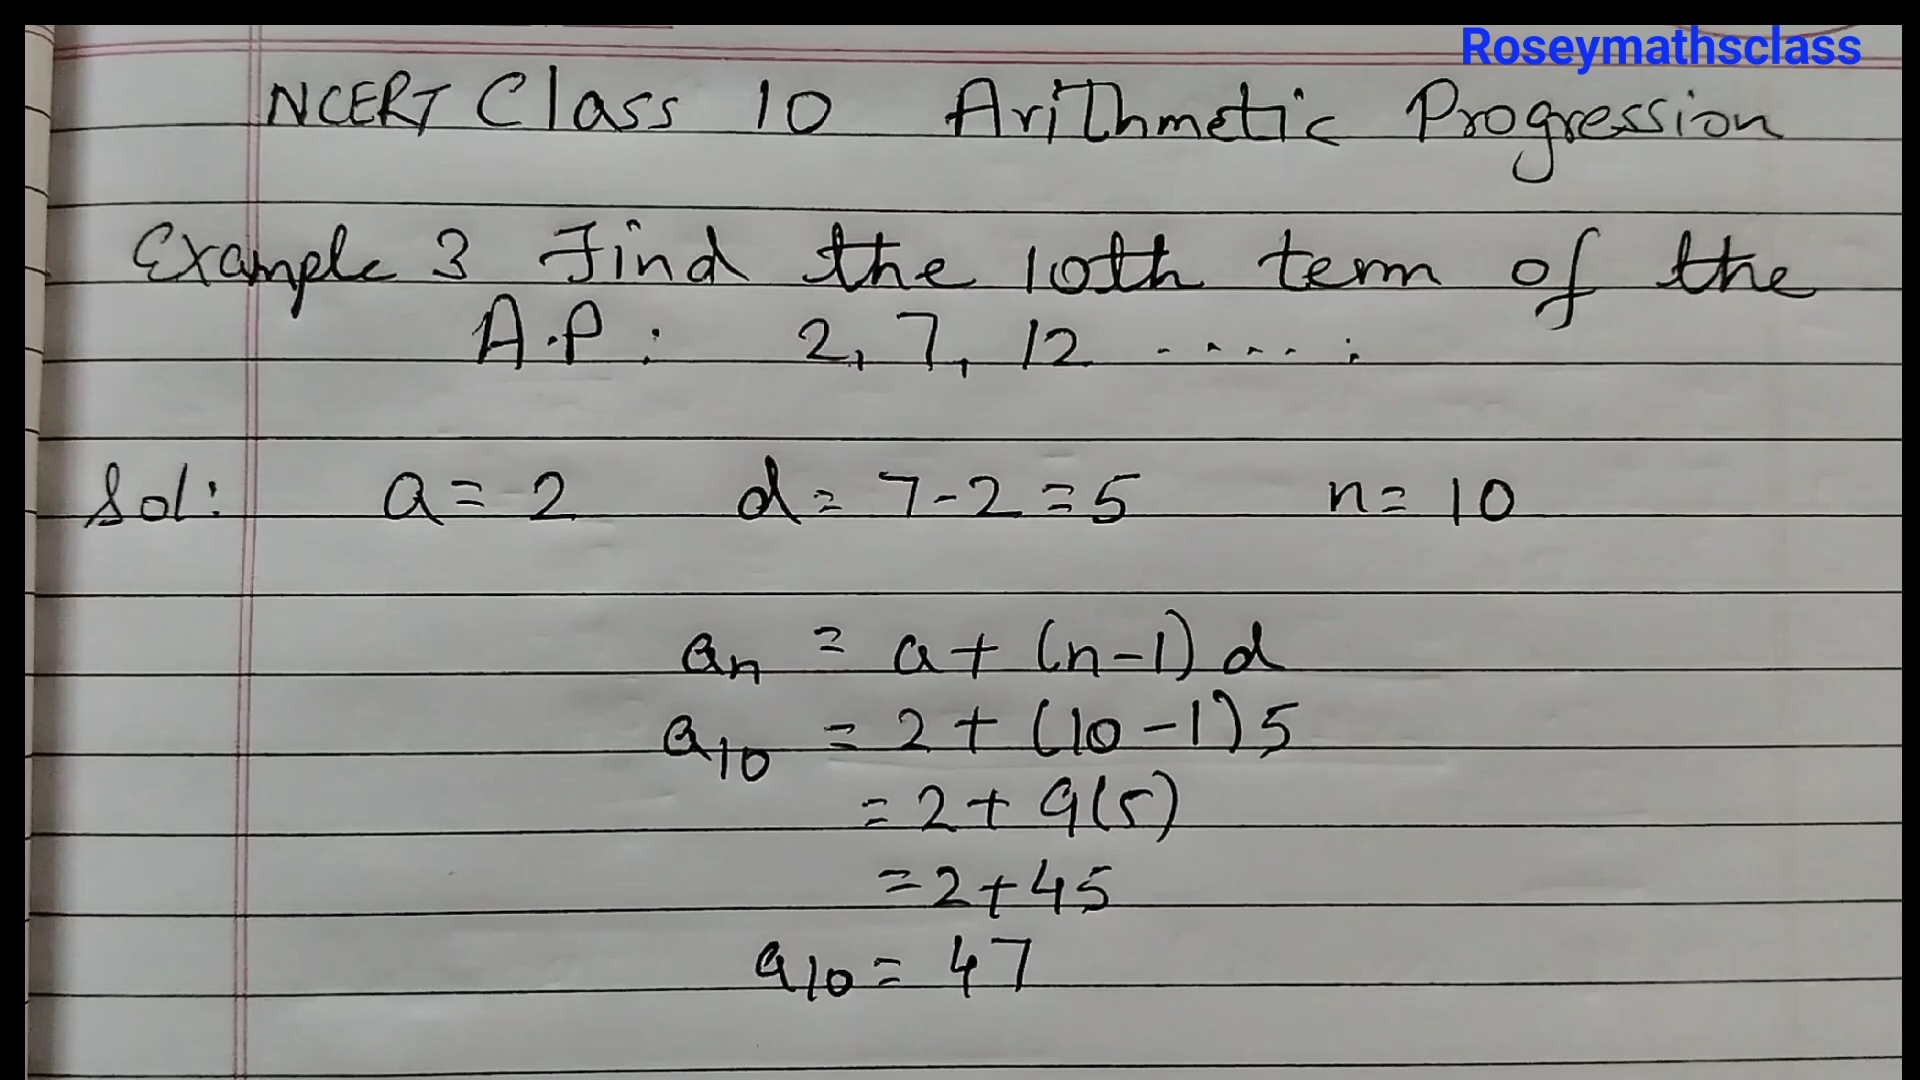 Roseymathsclass
NCERT Class 10 Arithmetic Progression
Example 3 Find the 10th term of the
A.P: 2, 7, 12 .....:
Sol: a = 2 d = 7-2 = 5 n = 10
an = a + (n-1) d
a10 = 2 + (10-1) 5
= 2 + 9(5)
= 2 + 45
a10 = 47